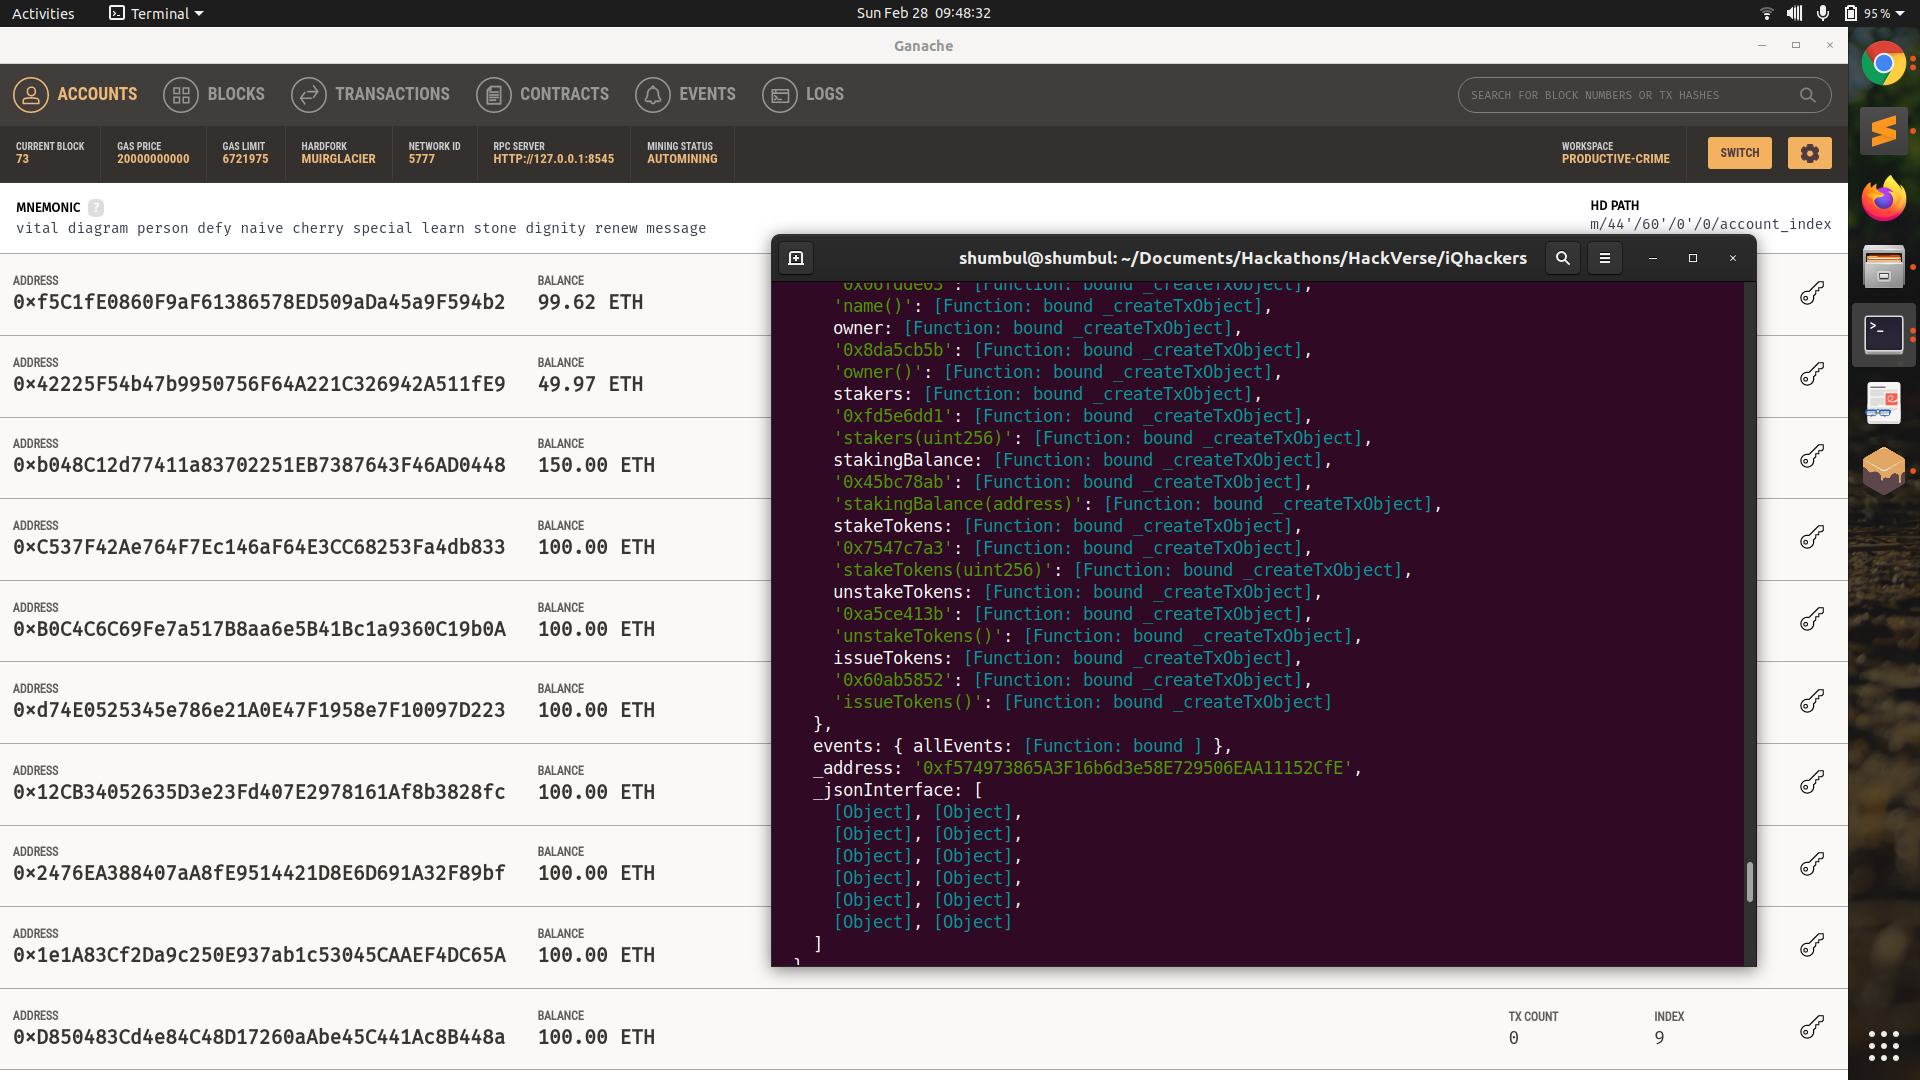 Activities Terminal Sun Feb 28 09:48:32 95 %
Ganache
ACCOUNTS BLOCKS TRANSACTIONS CONTRACTS EVENTS LOGS SEARCH FOR BLOCK NUMBERS OR TX HASHES
CURRENT BLOCK GAS PRICE GAS LIMIT HARDFORK NETWORK ID RPC SERVER MINING STATUS WORKSPACE
73 20000000000 6721975 MUIRGLACIER 5777 HTTP://127.0.0.1:8545 AUTOMINING PRODUCTIVE-CRIME SWITCH
MNEMONIC ? HD PATH
vital diagram person defy naive cherry special learn stone dignity renew message m/44'/60'/0'/0/account_index
ADDRESS BALANCE
0×f5C1fE0860F9aF61386578ED509aDa45a9F594b2 99.62 ETH
ADDRESS BALANCE
0×42225F54b47b9950756F64A221C326942A511fE9 49.97 ETH
ADDRESS BALANCE
0×b048C12d77411a83702251EB7387643F46AD0448 150.00 ETH
ADDRESS BALANCE
0×C537F42Ae764F7Ec146aF64E3CC68253Fa4db833 100.00 ETH
ADDRESS BALANCE
0×B0C4C6C69Fe7a517B8aa6e5B41Bc1a9360C19b0A 100.00 ETH
ADDRESS BALANCE
0×d74E0525345e786e21A0E47F1958e7F10097D223 100.00 ETH
ADDRESS BALANCE
0×12CB34052635D3e23Fd407E2978161Af8b3828fc 100.00 ETH
ADDRESS BALANCE
0×2476EA388407aA8fE9514421D8E6D691A32F89bf 100.00 ETH
ADDRESS BALANCE
0×1e1A83Cf2Da9c250E937ab1c53045CAAEF4DC65A 100.00 ETH
ADDRESS BALANCE TX COUNT INDEX
0×D850483Cd4e84C48D17260aAbe45C441Ac8B448a 100.00 ETH 0 9
shumbul@shumbul: ~/Documents/Hackathons/HackVerse/iQhackers
'0x06fdde03': [Function: bound _createTxObject],
'name()': [Function: bound _createTxObject],
owner: [Function: bound _createTxObject],
'0x8da5cb5b': [Function: bound _createTxObject],
'owner()': [Function: bound _createTxObject],
stakers: [Function: bound _createTxObject],
'0xfd5e6dd1': [Function: bound _createTxObject],
'stakers(uint256)': [Function: bound _createTxObject],
stakingBalance: [Function: bound _createTxObject],
'0x45bc78ab': [Function: bound _createTxObject],
'stakingBalance(address)': [Function: bound _createTxObject],
stakeTokens: [Function: bound _createTxObject],
'0x7547c7a3': [Function: bound _createTxObject],
'stakeTokens(uint256)': [Function: bound _createTxObject],
unstakeTokens: [Function: bound _createTxObject],
'0xa5ce413b': [Function: bound _createTxObject],
'unstakeTokens()': [Function: bound _createTxObject],
issueTokens: [Function: bound _createTxObject],
'0x60ab5852': [Function: bound _createTxObject],
'issueTokens()': [Function: bound _createTxObject]
},
events: { allEvents: [Function: bound ] },
_address: '0xf574973865A3F16b6d3e58E729506EAA11152CfE',
_jsonInterface: [
[Object], [Object],
[Object], [Object],
[Object], [Object],
[Object], [Object],
[Object], [Object],
[Object], [Object]
]
}